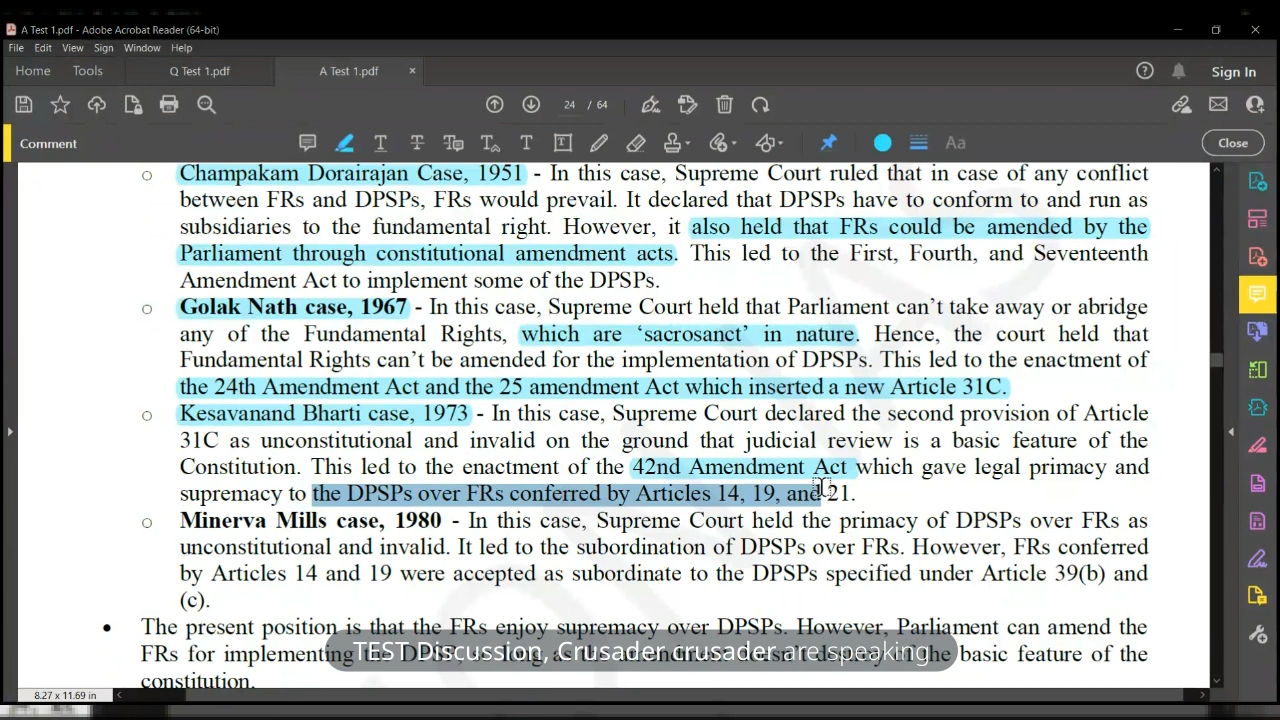 A Test 1.pdf - Adobe Acrobat Reader (64-bit)
File Edit View Sign Window Help
Home Tools Q Test 1.pdf A Test 1.pdf × Sign In
24 / 64
Comment Aa Close
Champakam Dorairajan Case, 1951 - In this case, Supreme Court ruled that in case of any conflict
between FRs and DPSPs, FRs would prevail. It declared that DPSPs have to conform to and run as
subsidiaries to the fundamental right. However, it also held that FRs could be amended by the
Parliament through constitutional amendment acts. This led to the First, Fourth, and Seventeenth
Amendment Act to implement some of the DPSPs.
Golak Nath case, 1967 - In this case, Supreme Court held that Parliament can't take away or abridge
any of the Fundamental Rights, which are 'sacrosanct' in nature. Hence, the court held that
Fundamental Rights can't be amended for the implementation of DPSPs. This led to the enactment of
the 24th Amendment Act and the 25 amendment Act which inserted a new Article 31C.
Kesavanand Bharti case, 1973 - In this case, Supreme Court declared the second provision of Article
31C as unconstitutional and invalid on the ground that judicial review is a basic feature of the
Constitution. This led to the enactment of the 42nd Amendment Act which gave legal primacy and
supremacy to the DPSPs over FRs conferred by Articles 14, 19, and 21.
Minerva Mills case, 1980 - In this case, Supreme Court held the primacy of DPSPs over FRs as
unconstitutional and invalid. It led to the subordination of DPSPs over FRs. However, FRs conferred
by Articles 14 and 19 were accepted as subordinate to the DPSPs specified under Article 39(b) and
(c).
The present position is that the FRs enjoy supremacy over DPSPs. However, Parliament can amend the
FRs for implementing the basic feature of the
TEST Discussion, Crusader crusader are speaking
constitution.
8.27 x 11.69 in